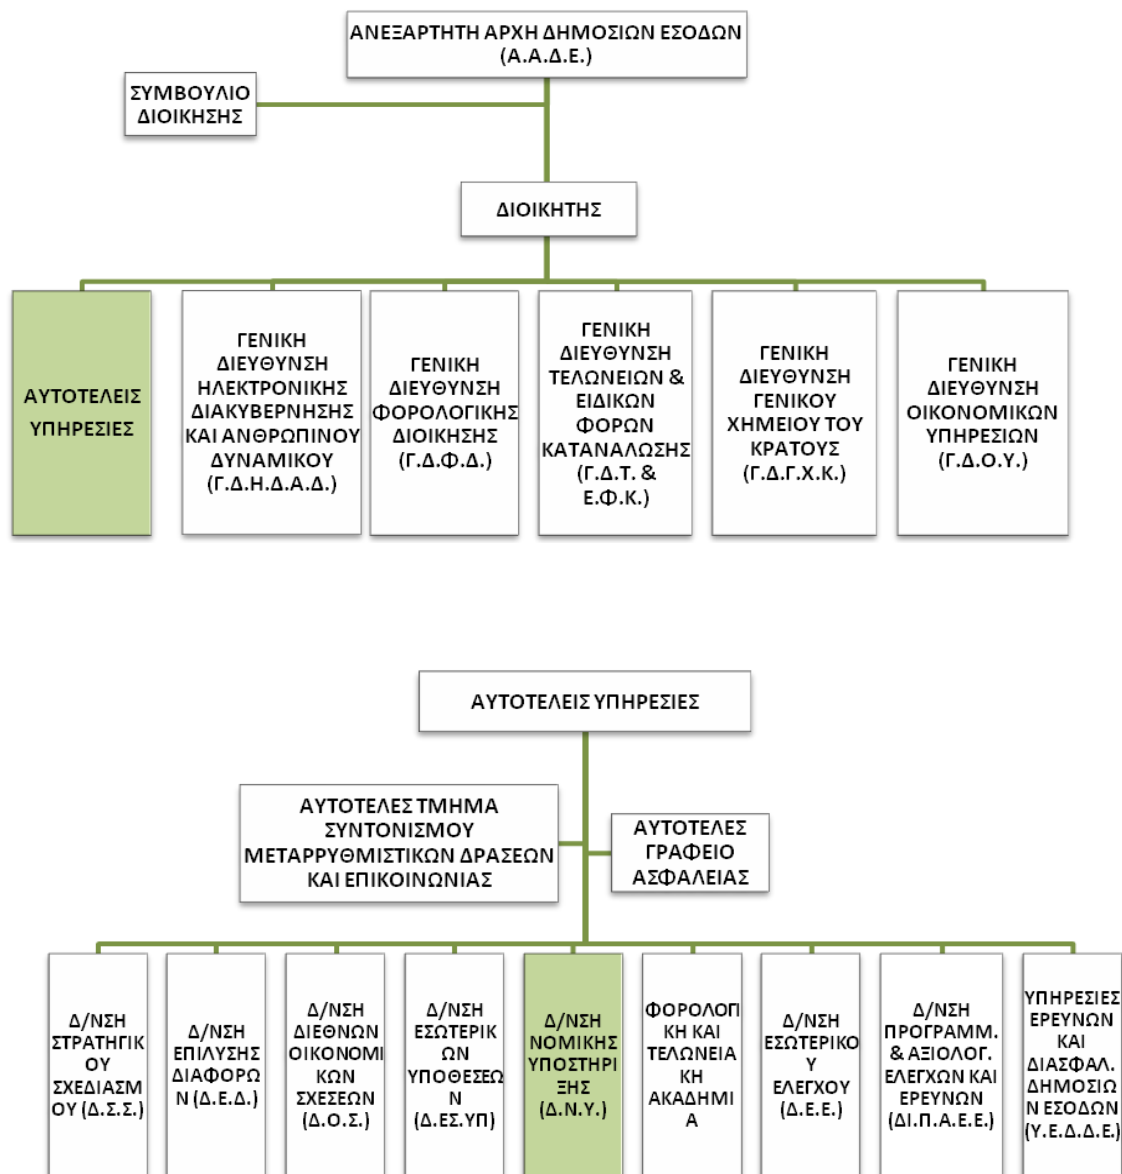 ΑΝΕΞΑΡΤΗΤΗ ΑΡΧΗ ΔΗΜΟΣΙΩΝ ΕΣΟΔΩΝ
(Α.Α.Δ.Ε.)
ΣΥΜΒΟΥΛΙΟ
ΔΙΟΙΚΗΣΗΣ
ΔΙΟΙΚΗΤΗΣ
ΑΥΤΟΤΕΛΕΙΣ
ΥΠΗΡΕΣΙΕΣ
ΓΕΝΙΚΗ
ΔΙΕΥΘΥΝΣΗ
ΗΛΕΚΤΡΟΝΙΚΗΣ
ΔΙΑΚΥΒΕΡΝΗΣΗΣ
ΚΑΙ ΑΝΘΡΩΠΙΝΟΥ
ΔΥΝΑΜΙΚΟΥ
(Γ.Δ.Η.Δ.Α.Δ.)
ΓΕΝΙΚΗ
ΔΙΕΥΘΥΝΣΗ
ΦΟΡΟΛΟΓΙΚΗΣ
ΔΙΟΙΚΗΣΗΣ
(Γ.Δ.Φ.Δ.)
ΓΕΝΙΚΗ
ΔΙΕΥΘΥΝΣΗ
ΤΕΛΩΝΕΙΩΝ &
ΕΙΔΙΚΩΝ
ΦΟΡΩΝ
ΚΑΤΑΝΑΛΩΣΗΣ
(Γ.Δ.Τ. &
Ε.Φ.Κ.)
ΓΕΝΙΚΗ
ΔΙΕΥΘΥΝΣΗ
ΓΕΝΙΚΟΥ
ΧΗΜΕΙΟΥ ΤΟΥ
ΚΡΑΤΟΥΣ
(Γ.Δ.Γ.Χ.Κ.)
ΓΕΝΙΚΗ
ΔΙΕΥΘΥΝΣΗ
ΟΙΚΟΝΟΜΙΚΩΝ
ΥΠΗΡΕΣΙΩΝ
(Γ.Δ.Ο.Υ.)
ΑΥΤΟΤΕΛΕΙΣ ΥΠΗΡΕΣΙΕΣ
ΑΥΤΟΤΕΛΕΣ ΤΜΗΜΑ
ΣΥΝΤΟΝΙΣΜΟΥ
ΜΕΤΑΡΡΥΘΜΙΣΤΙΚΩΝ ΔΡΑΣΕΩΝ
ΚΑΙ ΕΠΙΚΟΙΝΩΝΙΑΣ
ΑΥΤΟΤΕΛΕΣ
ΓΡΑΦΕΙΟ
ΑΣΦΑΛΕΙΑΣ
Δ/ΝΣΗ
ΣΤΡΑΤΗΓΙΚ
ΟΥ
ΣΧΕΔΙΑΣΜ
ΟΥ (Δ.Σ.Σ.)
Δ/ΝΣΗ
ΕΠΙΛΥΣΗΣ
ΔΙΑΦΟΡΩ
Ν (Δ.Ε.Δ.)
Δ/ΝΣΗ
ΔΙΕΘΝΩΝ
ΟΙΚΟΝΟΜΙ
ΚΩΝ
ΣΧΕΣΕΩΝ
(Δ.Ο.Σ.)
Δ/ΝΣΗ
ΕΣΩΤΕΡΙΚ
ΩΝ
ΥΠΟΘΕΣΕΩ
Ν
(Δ.ΕΣ.ΥΠ)
Δ/ΝΣΗ
ΝΟΜΙΚΗΣ
ΥΠΟΣΤΗΡΙ
ΞΗΣ
(Δ.Ν.Υ.)
ΦΟΡΟΛΟΓΙ
ΚΗ ΚΑΙ
ΤΕΛΩΝΕΙΑ
ΚΗ
ΑΚΑΔΗΜΙ
Α
Δ/ΝΣΗ
ΕΣΩΤΕΡΙΚΟ
Υ
ΕΛΕΓΧΟΥ
(Δ.Ε.Ε.)
Δ/ΝΣΗ
ΠΡΟΓΡΑΜΜ.
& ΑΞΙΟΛΟΓ.
ΕΛΕΓΧΩΝ ΚΑΙ
ΕΡΕΥΝΩΝ
(ΔΙ.Π.Α.Ε.Ε.)
ΥΠΗΡΕΣΙΕΣ
ΕΡΕΥΝΩΝ
ΚΑΙ
ΔΙΑΣΦΑΛ.
ΔΗΜΟΣΙΩ
Ν ΕΣΟΔΩΝ
(Υ.Ε.Δ.Δ.Ε.)